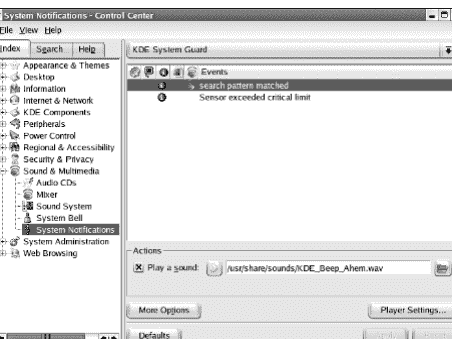 System Notifications - Control Center
File View Help
Index Search Help
KDE System Guard
Appearance & Themes
Desktop
Information
Internet & Network
KDE Components
Peripherals
Power Control
Regional & Accessibility
Security & Privacy
Sound & Multimedia
Audio CDs
Mixer
Sound System
System Bell
System Notifications
System Administration
Web Browsing
Events
search pattern matched
Sensor exceeded critical limit
Actions
Play a sound: /usr/share/sounds/KDE_Beep_Ahem.wav
More Options Player Settings...
Defaults